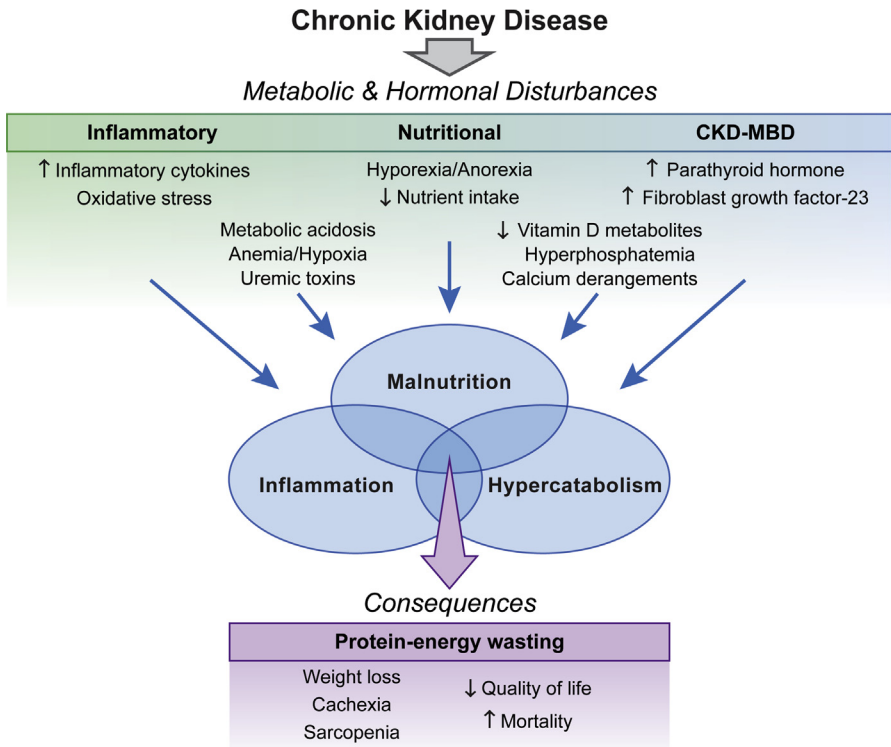 Chronic Kidney Disease
Metabolic & Hormonal Disturbances
Inflammatory
Nutritional
CKD-MBD
↑ Inflammatory cytokines
Oxidative stress
Hyporexia/Anorexia
↓ Nutrient intake
↑ Parathyroid hormone
↑ Fibroblast growth factor-23
Metabolic acidosis
Anemia/Hypoxia
Uremic toxins
↓ Vitamin D metabolites
Hyperphosphatemia
Calcium derangements
Malnutrition
Inflammation
Hypercatabolism
Consequences
Protein-energy wasting
Weight loss
Cachexia
Sarcopenia
↓ Quality of life
↑ Mortality